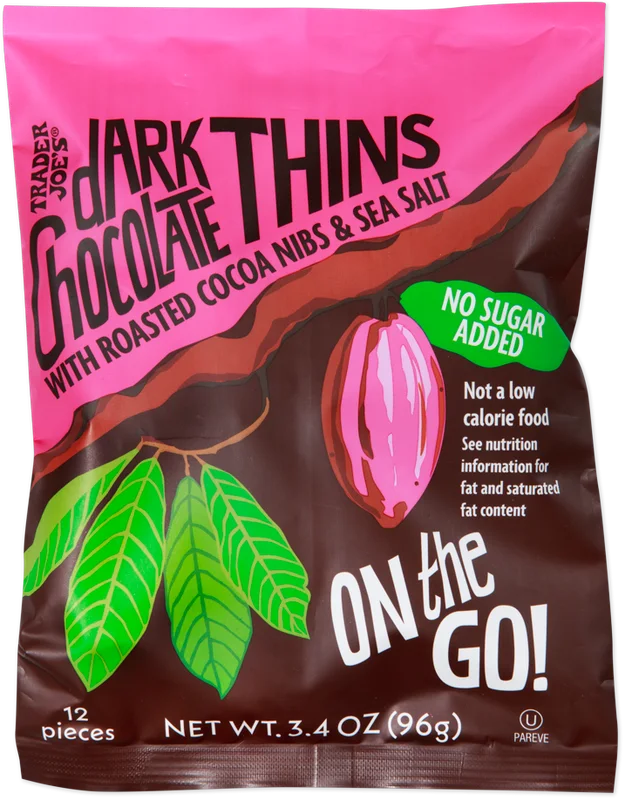 TRADER
JOE'S®
dARK
CHOCOLATE
THINS
WITH ROASTED COCOA NIBS & SEA SALT
NO SUGAR
ADDED
Not a low
calorie food
See nutrition
information for
fat and saturated
fat content
ON the
GO!
12
pieces
NET WT. 3.4 OZ (96g)
U
PAREVE